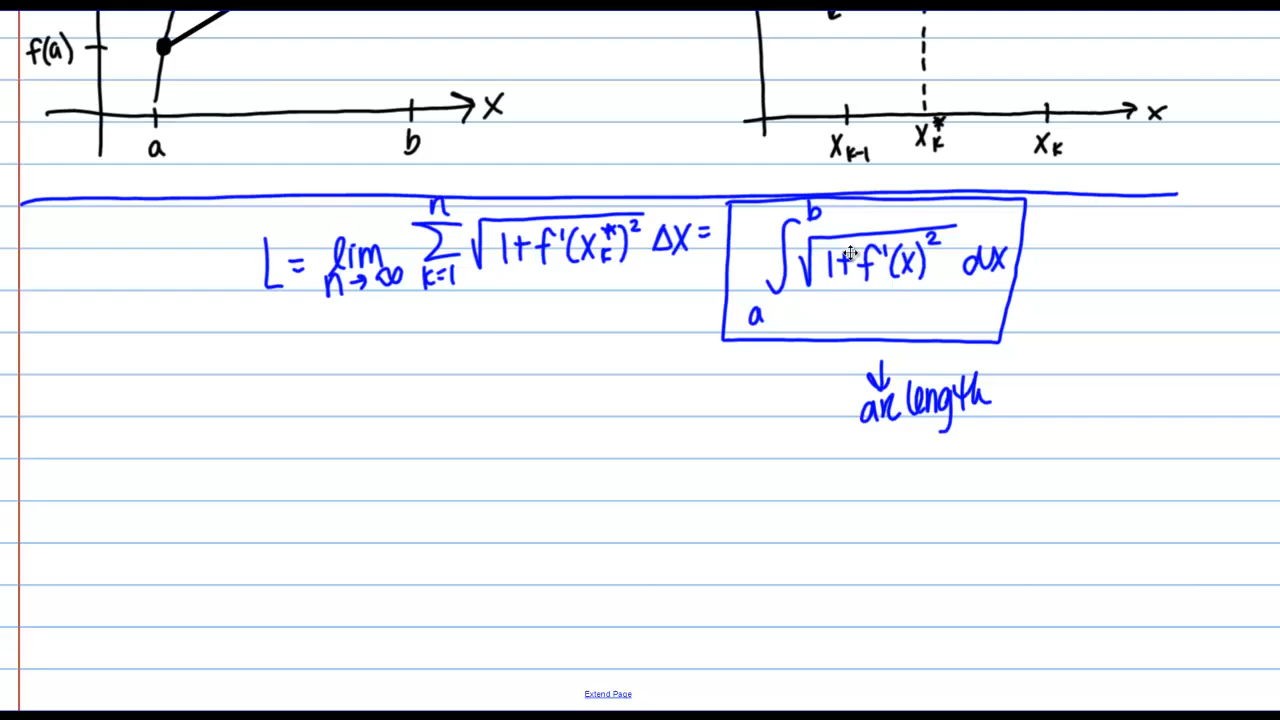 f(a)
X
a
b
x
X_{k-1}
X_k^*
X_k
L = lim_{n→∞} Σ_{k=1}^{n} √(1+f'(X_k^*)^2) ΔX = ∫_a^b √(1+f'(x)^2) dx
↓
arc length
Extend Page